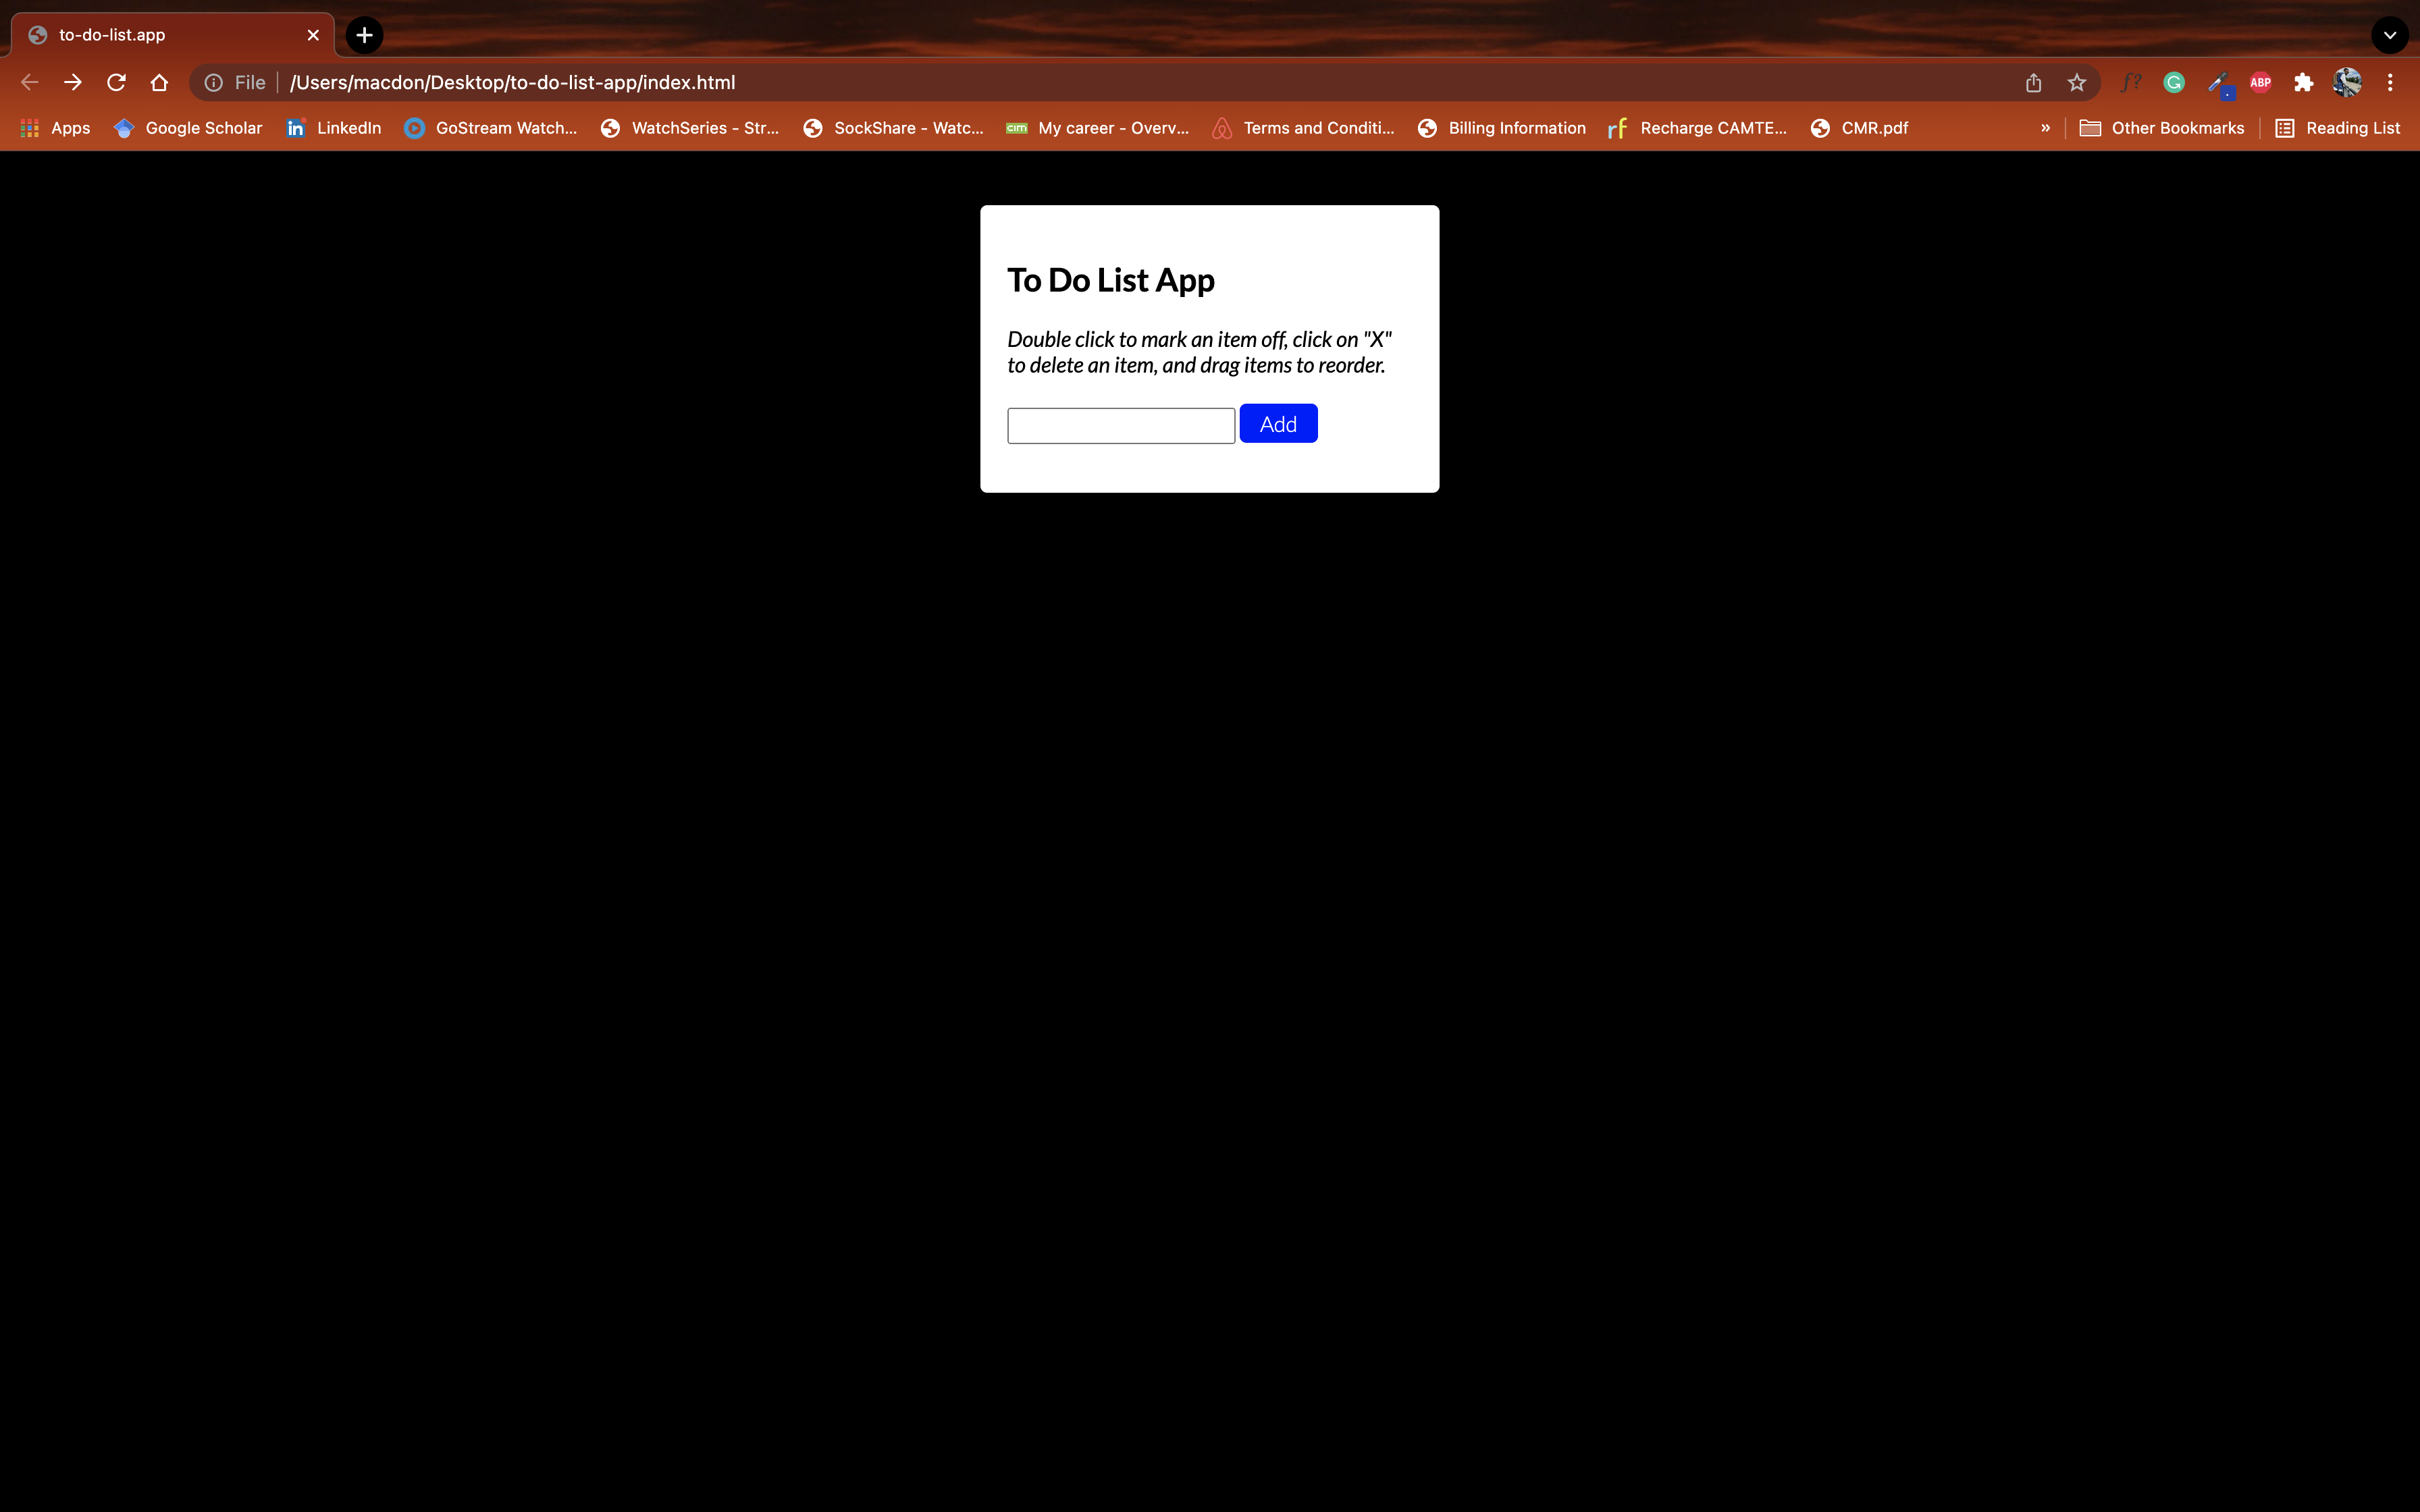 to-do-list.app
File /Users/macdon/Desktop/to-do-list-app/index.html
f? G ABP
Apps Google Scholar in LinkedIn GoStream Watch... WatchSeries - Str... SockShare - Watc... cim My career - Overv... Terms and Conditi... Billing Information rf Recharge CAMTE... CMR.pdf » Other Bookmarks Reading List
To Do List App
Double click to mark an item off, click on "X"
to delete an item, and drag items to reorder.
Add